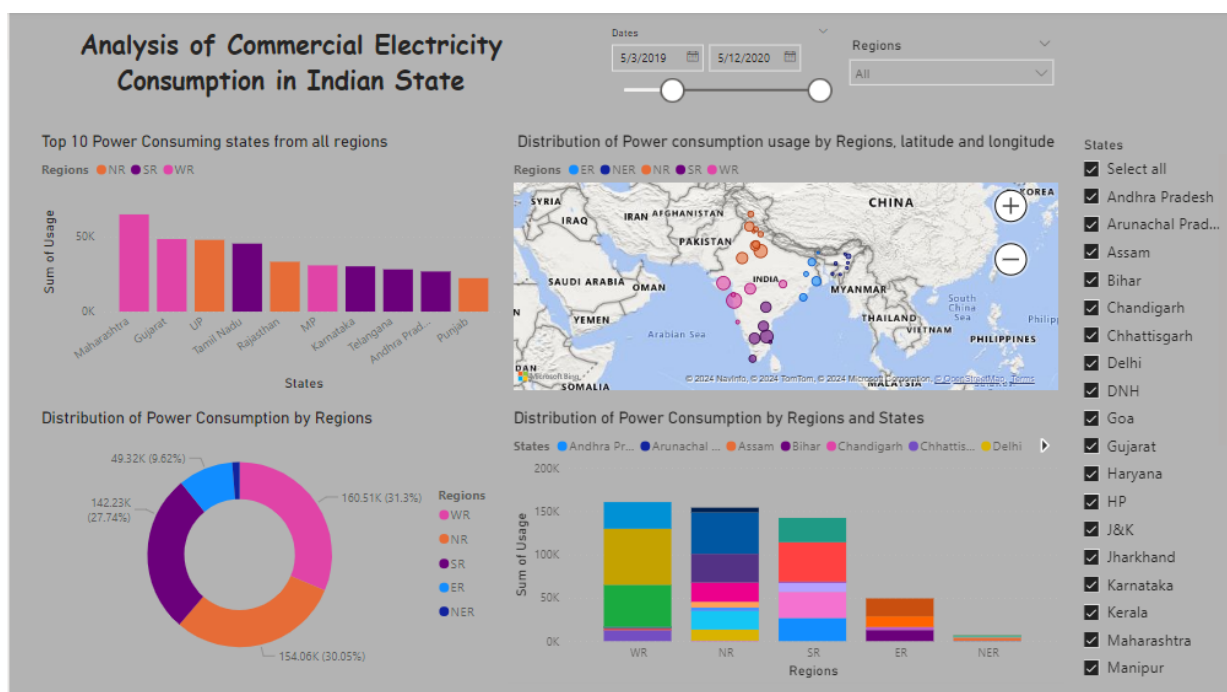 Analysis of Commercial Electricity
Consumption in Indian State
Dates
5/3/2019
5/12/2020
Regions
All
Top 10 Power Consuming states from all regions
Regions NR SR WR
Sum of Usage
50K
0K
Maharashtra
Gujarat
UP
Tamil Nadu
Rajasthan
MP
Karnataka
Telangana
Andhra Prad...
Punjab
States
Distribution of Power consumption usage by Regions, latitude and longitude
Regions ER NER NR SR WR
SYRIA
IRAQ
IRAN
AFGHANISTAN
CHINA
KOREA
PAKISTAN
SAUDI ARABIA
OMAN
INDIA
MYANMAR
YEMEN
Arabian Sea
THAILAND
South
China
Sea
VIETNAM
PHILIPPINES
Philipp
SOMALIA
MALAYSIA
Microsoft Bing
© 2024 NavInfo, © 2024 TomTom, © 2024 Microsoft Corporation, © OpenStreetMap, Terms
States
Select all
Andhra Pradesh
Arunachal Prad...
Assam
Bihar
Chandigarh
Chhattisgarh
Delhi
DNH
Goa
Gujarat
Haryana
HP
J&K
Jharkhand
Karnataka
Kerala
Maharashtra
Manipur
Distribution of Power Consumption by Regions
49.32K (9.62%)
142.23K
(27.74%)
160.51K (31.3%)
154.06K (30.05%)
Regions
WR
NR
SR
ER
NER
Distribution of Power Consumption by Regions and States
States Andhra Pr... Arunachal ... Assam Bihar Chandigarh Chhattis... Delhi
Sum of Usage
200K
150K
100K
50K
0K
WR NR SR ER NER
Regions